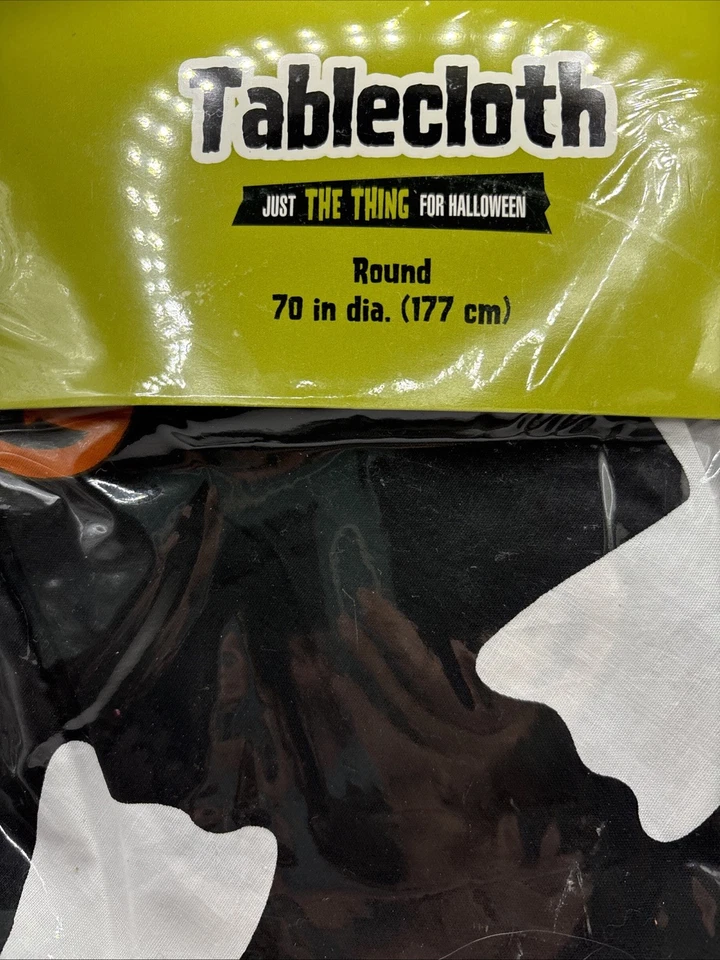 Tablecloth
JUST THE THING FOR HALLOWEEN
Round
70 in dia. (177 cm)